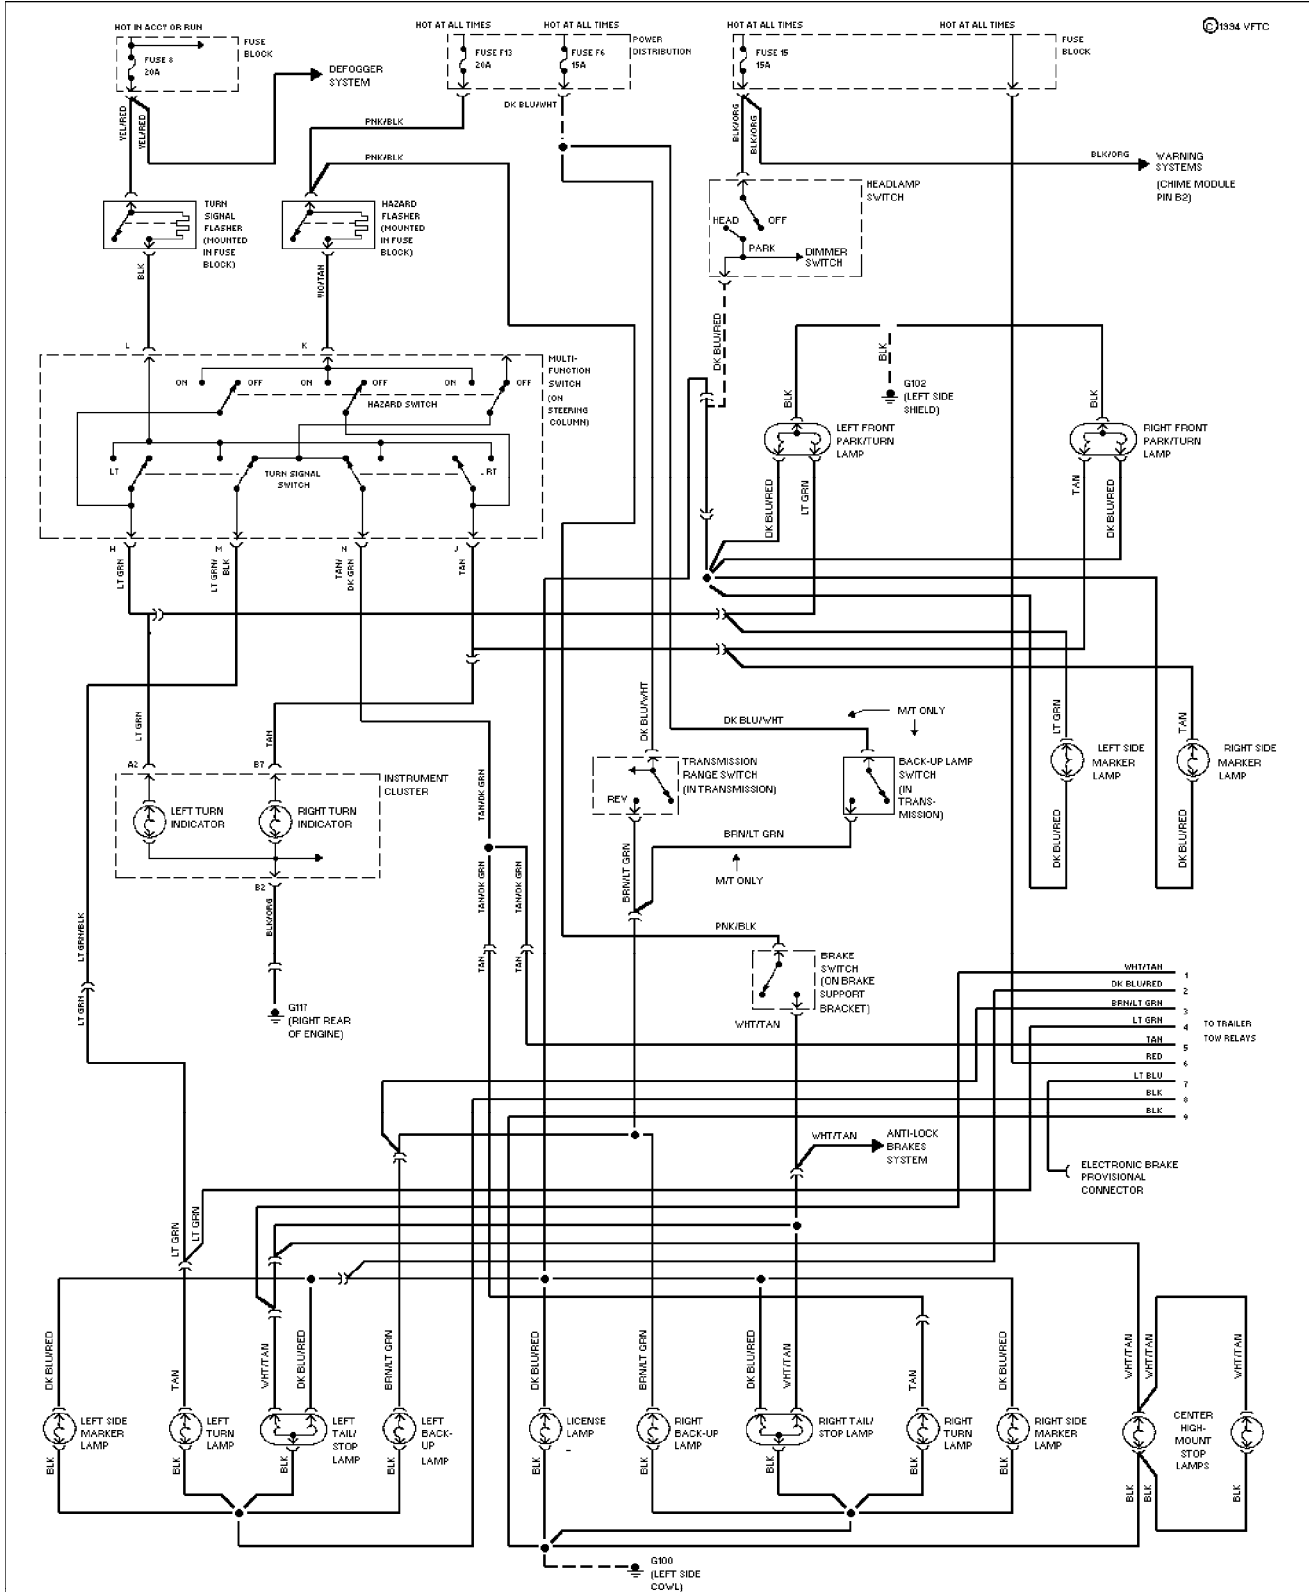 HOT IN ACCY OR RUN
HOT AT ALL TIMES
HOT AT ALL TIMES
HOT AT ALL TIMES
HOT AT ALL TIMES
© 1994 VFTC
FUSE 8
20A
FUSE
BLOCK
DEFOGGER
SYSTEM
FUSE F13
20A
FUSE F6
15A
POWER
DISTRIBUTION
FUSE 15
15A
FUSE
BLOCK
YEL/RED
YEL/RED
PNK/BLK
PNK/BLK
DK BLU/WHT
BLK/ORG
BLK/ORG
BLK/ORG
WARNING
SYSTEMS
(CHIME MODULE
PIN B2)
TURN
SIGNAL
FLASHER
(MOUNTED
IN FUSE
BLOCK)
HAZARD
FLASHER
(MOUNTED
IN FUSE
BLOCK)
HEADLAMP
SWITCH
HEAD
OFF
PARK
DIMMER
SWITCH
BLK
VIO/TAN
DK BLU/RED
L
K
ON
OFF
ON
OFF
ON
OFF
HAZARD SWITCH
MULTI-
FUNCTION
SWITCH
(ON
STEERING
COLUMN)
LT
TURN SIGNAL
SWITCH
RT
BLK
G102
(LEFT SIDE
SHIELD)
BLK
BLK
LEFT FRONT
PARK/TURN
LAMP
RIGHT FRONT
PARK/TURN
LAMP
DK BLU/RED
LT GRN
TAN
DK BLU/RED
H
M
N
J
LT GRN
LT GRN/
BLK
TAN/
DK GRN
TAN
LT GRN
TAN
DK BLU/WHT
DK BLU/WHT
M/T ONLY
LT GRN
TAN
A2
B7
INSTRUMENT
CLUSTER
LEFT TURN
INDICATOR
RIGHT TURN
INDICATOR
B2
TRANSMISSION
RANGE SWITCH
(IN TRANSMISSION)
REV
BACK-UP LAMP
SWITCH
(IN
TRANS-
MISSION)
LEFT SIDE
MARKER
LAMP
RIGHT SIDE
MARKER
LAMP
TAN/DK GRN
BRN/LT GRN
M/T ONLY
BRN/LT GRN
DK BLU/RED
DK BLU/RED
TAN/DK GRN
TAN/DK GRN
LT GRN/BLK
BLK/ORG
PNK/BLK
BRAKE
SWITCH
(ON BRAKE
SUPPORT
BRACKET)
WHT/TAN
TAN
TAN
LT GRN
G117
(RIGHT REAR
OF ENGINE)
WHT/TAN 1
DK BLU/RED 2
BRN/LT GRN 3
LT GRN 4
TAN 5
RED 6
LT BLU 7
BLK 8
BLK 9
TO TRAILER
TOW RELAYS
WHT/TAN
ANTI-LOCK
BRAKES
SYSTEM
ELECTRONIC BRAKE
PROVISIONAL
CONNECTOR
LT GRN
LT GRN
DK BLU/RED
TAN
WHT/TAN
DK BLU/RED
BRN/LT GRN
DK BLU/RED
BRN/LT GRN
DK BLU/RED
WHT/TAN
TAN
DK BLU/RED
WHT/TAN
WHT/TAN
WHT/TAN
LEFT SIDE
MARKER
LAMP
LEFT
TURN
LAMP
LEFT
TAIL/
STOP
LAMP
LEFT
BACK-
UP
LAMP
LICENSE
LAMP
RIGHT
BACK-UP
LAMP
RIGHT TAIL/
STOP LAMP
RIGHT
TURN
LAMP
RIGHT SIDE
MARKER
LAMP
CENTER
HIGH-
MOUNT
STOP
LAMPS
BLK
BLK
BLK
BLK
BLK
BLK
BLK
BLK
BLK
BLK
BLK
BLK
G100
(LEFT SIDE
COWL)